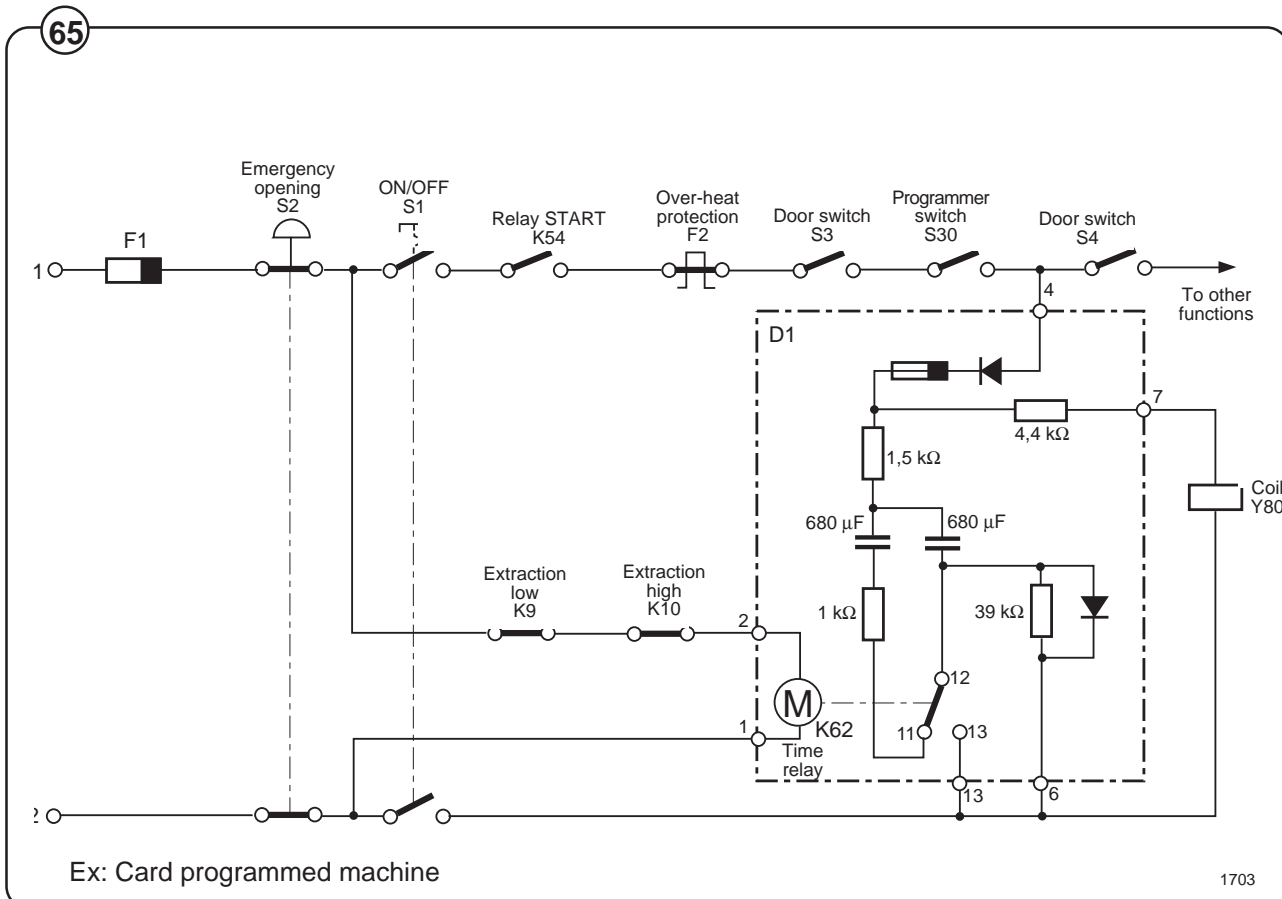 65
Emergency
opening
S2
ON/OFF
S1
Relay START
K54
Over-heat
protection
F2
Door switch
S3
Programmer
switch
S30
Door switch
S4
F1
1
To other
functions
4
D1
7
4,4 kΩ
1,5 kΩ
Coil
Y80
680 µF
680 µF
Extraction
low
K9
Extraction
high
K10
2
1 kΩ
39 kΩ
12
M
K62
1
11
13
Time
relay
13
6
2
Ex: Card programmed machine
1703